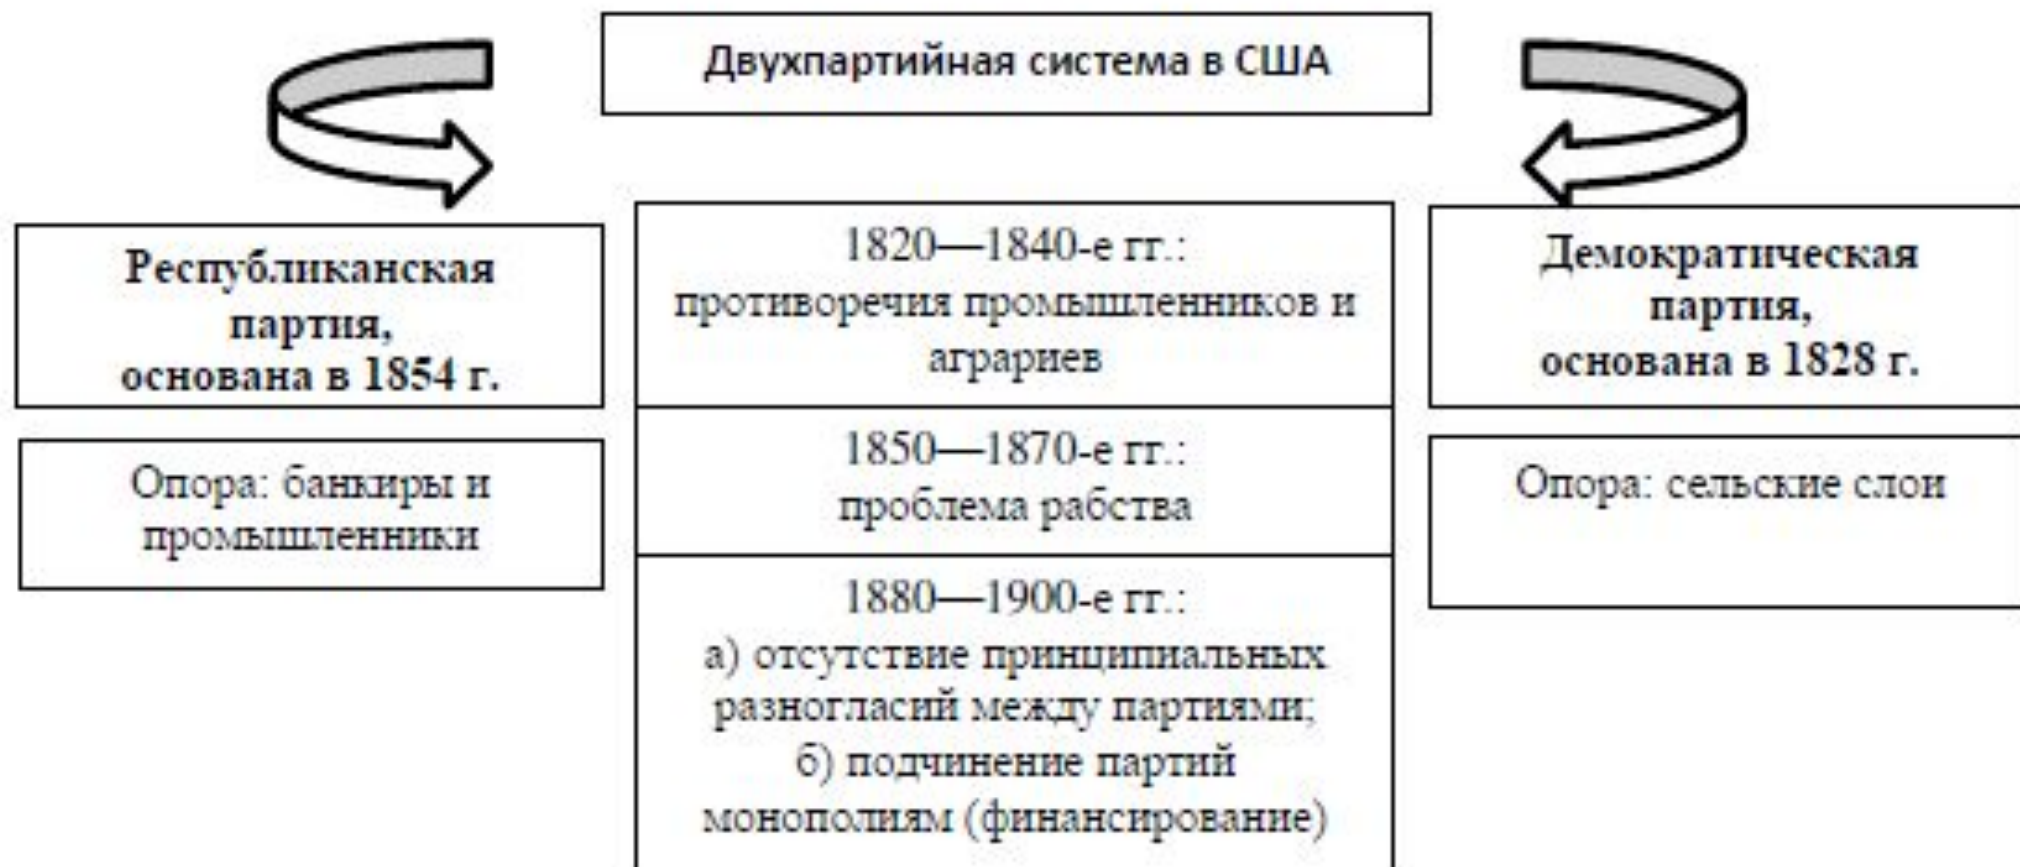 Двухпартийная система в США
Республиканская
партия,
основана в 1854 г.
Опора: банкиры и
промышленники
1820—1840-е гг.:
противоречия промышленников и
аграриев
1850—1870-е гг.:
проблема рабства
1880—1900-е гг.:
а) отсутствие принципиальных
разногласий между партиями;
б) подчинение партий
монополиям (финансирование)
Демократическая
партия,
основана в 1828 г.
Опора: сельские слои